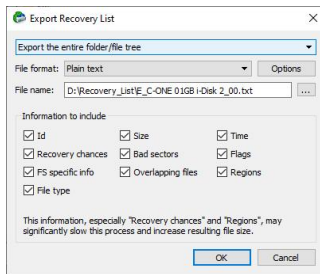 Export Recovery List
Export the entire folder/file tree
File format: Plain text Options
File name: D:\Recovery_List\E_C-ONE 01GB i-Disk 2_00.txt ...
Information to include
Id Size Time
Recovery chances Bad sectors Flags
FS specific info Overlapping files Regions
File type
This information, especially "Recovery chances" and "Regions", may
significantly slow this process and increase resulting file size.
OK Cancel